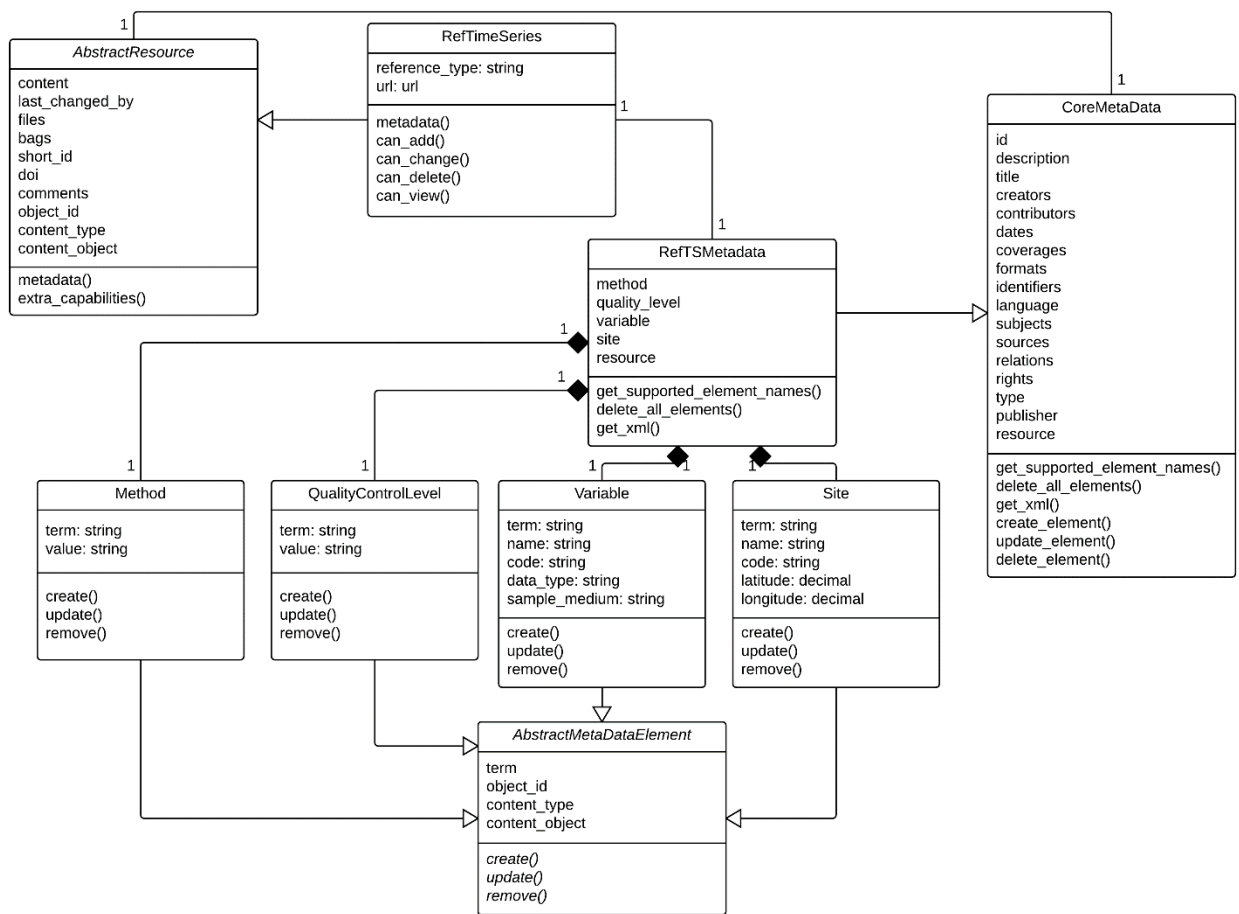 1
AbstractResource
content
last_changed_by
files
bags
short_id
doi
comments
object_id
content_type
content_object
metadata()
extra_capabilities()
RefTimeSeries
reference_type: string
url: url
metadata()
can_add()
can_change()
can_delete()
can_view()
1
1
1
CoreMetaData
id
description
title
creators
contributors
dates
coverages
formats
identifiers
language
subjects
sources
relations
rights
type
publisher
resource
get_supported_element_names()
delete_all_elements()
get_xml()
create_element()
update_element()
delete_element()
RefTSMetadata
method
quality_level
variable
site
resource
get_supported_element_names()
delete_all_elements()
get_xml()
1
1
1
1
1
1
1
1
Method
term: string
value: string
create()
update()
remove()
QualityControlLevel
term: string
value: string
create()
update()
remove()
Variable
term: string
name: string
code: string
data_type: string
sample_medium: string
create()
update()
remove()
Site
term: string
name: string
code: string
latitude: decimal
longitude: decimal
create()
update()
remove()
AbstractMetaDataElement
term
object_id
content_type
content_object
create()
update()
remove()